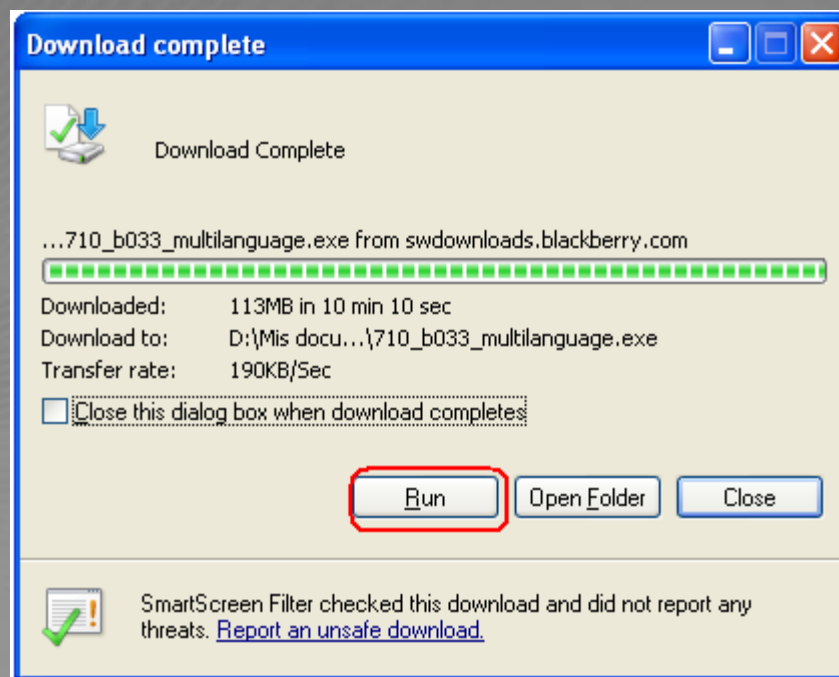 Download complete
Download Complete
...710_b033_multilanguage.exe from swdownloads.blackberry.com
Downloaded: 113MB in 10 min 10 sec
Download to: D:\Mis docu...\710_b033_multilanguage.exe
Transfer rate: 190KB/Sec
Close this dialog box when download completes
Run Open Folder Close
SmartScreen Filter checked this download and did not report any
threats. Report an unsafe download.